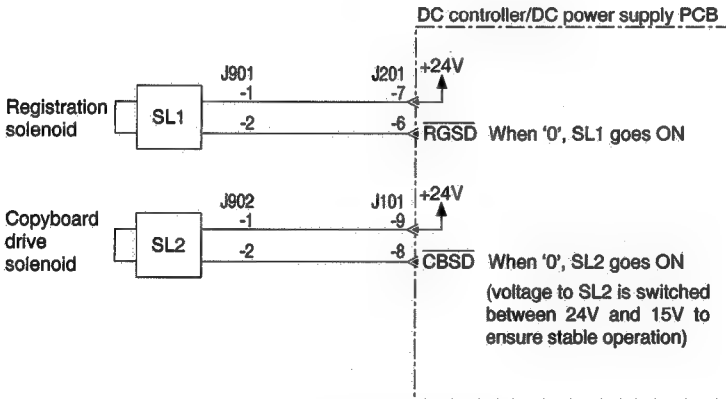 DC controller/DC power supply PCB
J901
J201
+24V
-1
-7
Registration
solenoid
SL1
-2
-6
RGSD When '0', SL1 goes ON
J902
J101
+24V
-1
-9
Copyboard
drive
solenoid
SL2
-2
-8
CBSD When '0', SL2 goes ON
(voltage to SL2 is switched
between 24V and 15V to
ensure stable operation)